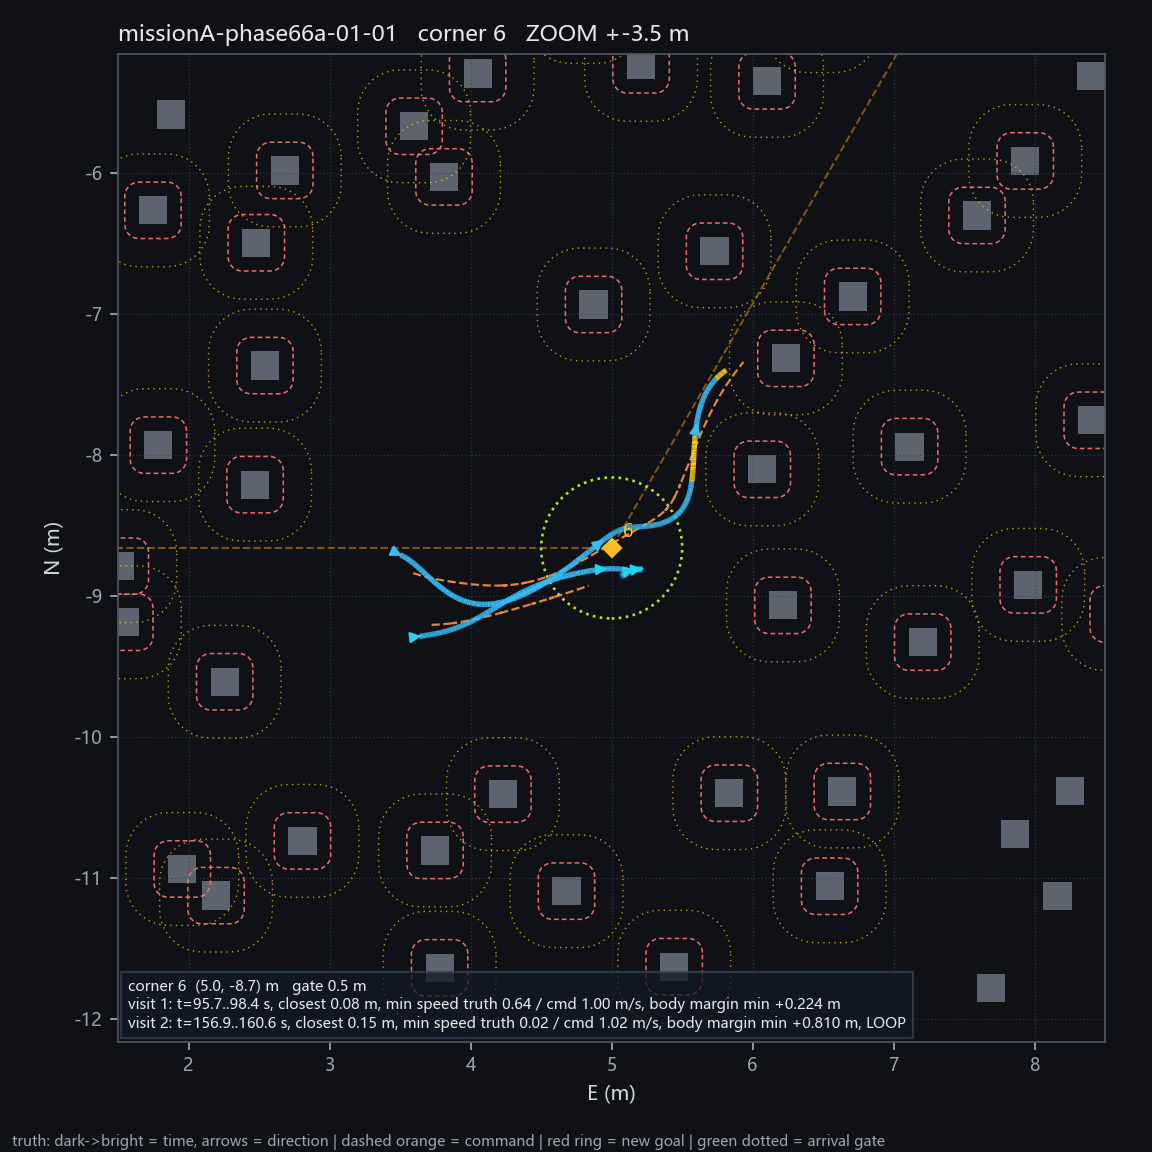 missionA-phase66a-01-01   corner 6   ZOOM +-3.5 m
-6
-7
-8
-9
-10
-11
-12
N (m)
6
corner 6  (5.0, -8.7) m   gate 0.5 m
visit 1: t=95.7..98.4 s, closest 0.08 m, min speed truth 0.64 / cmd 1.00 m/s, body margin min +0.224 m
visit 2: t=156.9..160.6 s, closest 0.15 m, min speed truth 0.02 / cmd 1.02 m/s, body margin min +0.810 m, LOOP
2 3 4 5 6 7 8
E (m)
truth: dark->bright = time, arrows = direction | dashed orange = command | red ring = new goal | green dotted = arrival gate